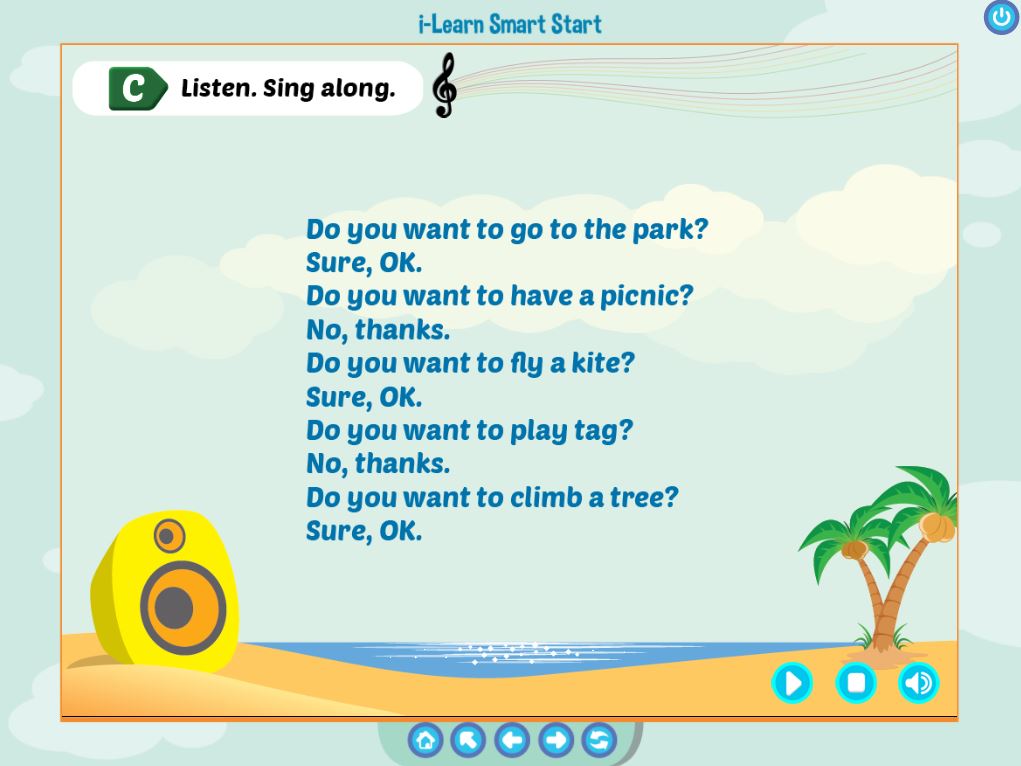 i-Learn Smart Start
C Listen. Sing along.
Do you want to go to the park?
Sure, OK.
Do you want to have a picnic?
No, thanks.
Do you want to fly a kite?
Sure, OK.
Do you want to play tag?
No, thanks.
Do you want to climb a tree?
Sure, OK.